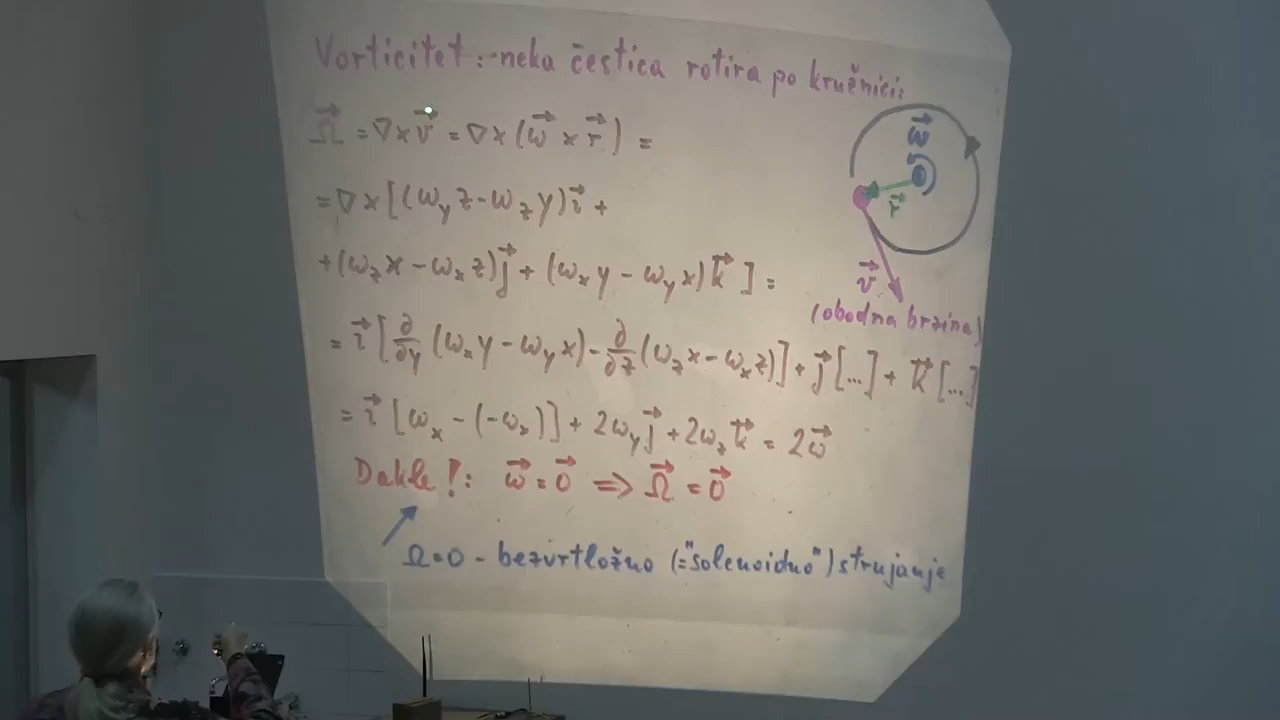 Vorticitet: neka čestica rotira po kružnici:
Ω⃗ = ∇×v⃗ = ∇×(ω⃗ × r⃗) =
= ∇×[(ω_y z - ω_z y)i⃗ +
+(ω_z x - ω_x z)j⃗ + (ω_x y - ω_y x)k⃗] =
= i⃗[∂/∂y (ω_x y - ω_y x) - ∂/∂z (ω_z x - ω_x z)] + j⃗[...] + k⃗[...]
= i⃗[ω_x - (-ω_x)] + 2ω_y j⃗ + 2ω_z k⃗ = 2ω⃗
Dakle!: ω⃗ = 0⃗ ⇒ Ω⃗ = 0⃗
Ω=0 - bezvrtložno (="solenoidno") strujanje
ω⃗
r⃗
v⃗
(obodna brzina)